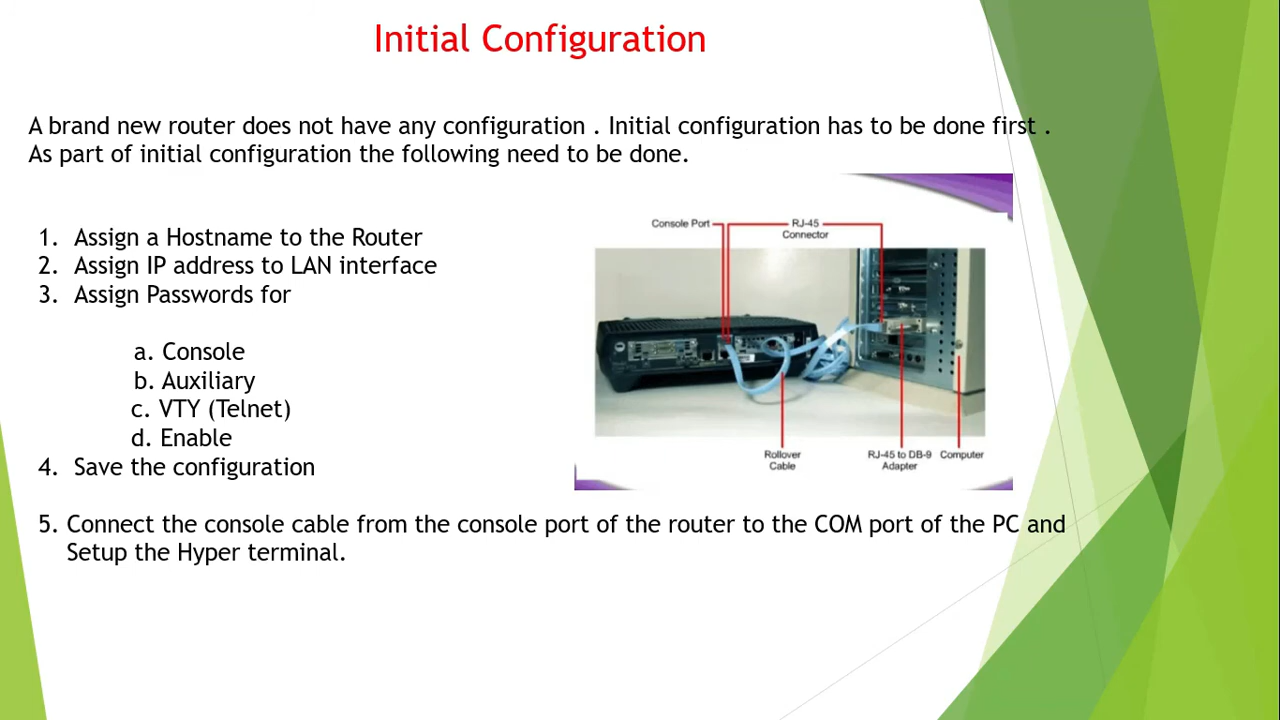 Initial Configuration
A brand new router does not have any configuration . Initial configuration has to be done first .
As part of initial configuration the following need to be done.
1. Assign a Hostname to the Router
2. Assign IP address to LAN interface
3. Assign Passwords for
a. Console
b. Auxiliary
c. VTY (Telnet)
d. Enable
4. Save the configuration
Console Port
RJ-45
Connector
Rollover
Cable
RJ-45 to DB-9
Adapter
Computer
5. Connect the console cable from the console port of the router to the COM port of the PC and
Setup the Hyper terminal.